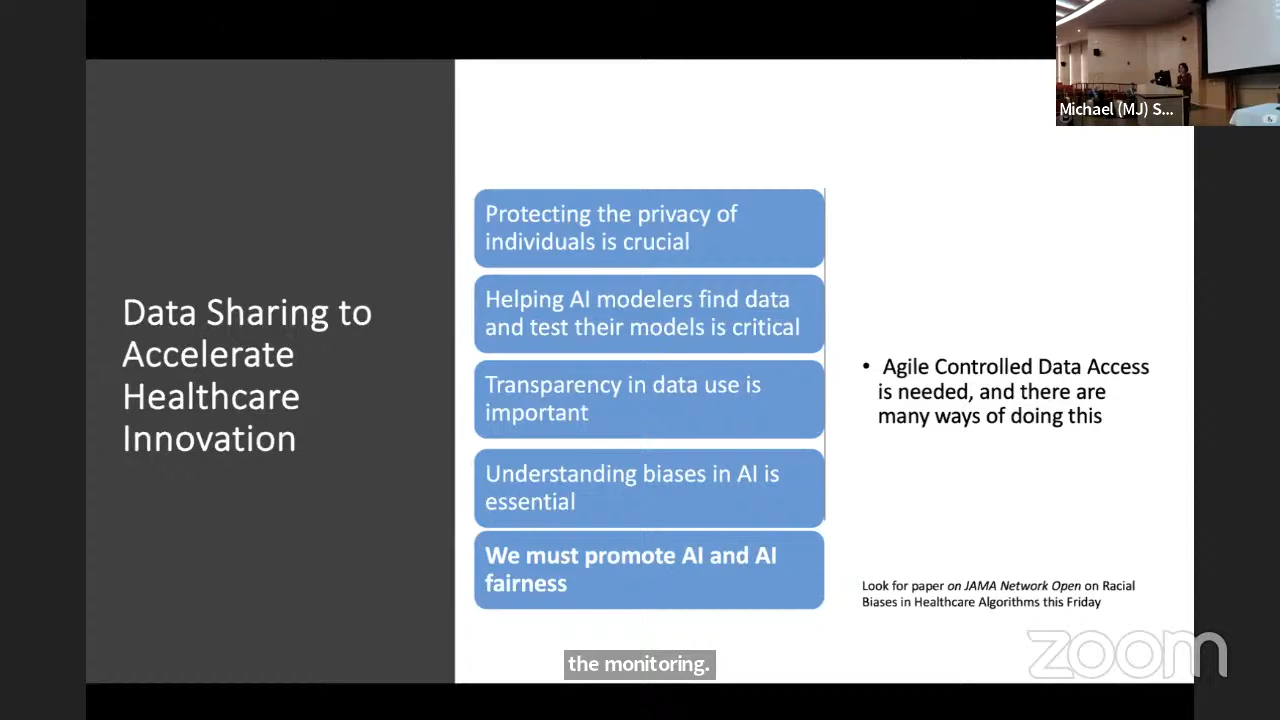 Michael (MJ) S...
Data Sharing to
Accelerate
Healthcare
Innovation
Protecting the privacy of
individuals is crucial
Helping AI modelers find data
and test their models is critical
Transparency in data use is
important
Understanding biases in AI is
essential
We must promote AI and AI
fairness
• Agile Controlled Data Access
is needed, and there are
many ways of doing this
Look for paper on JAMA Network Open on Racial
Biases in Healthcare Algorithms this Friday
the monitoring.
zoom